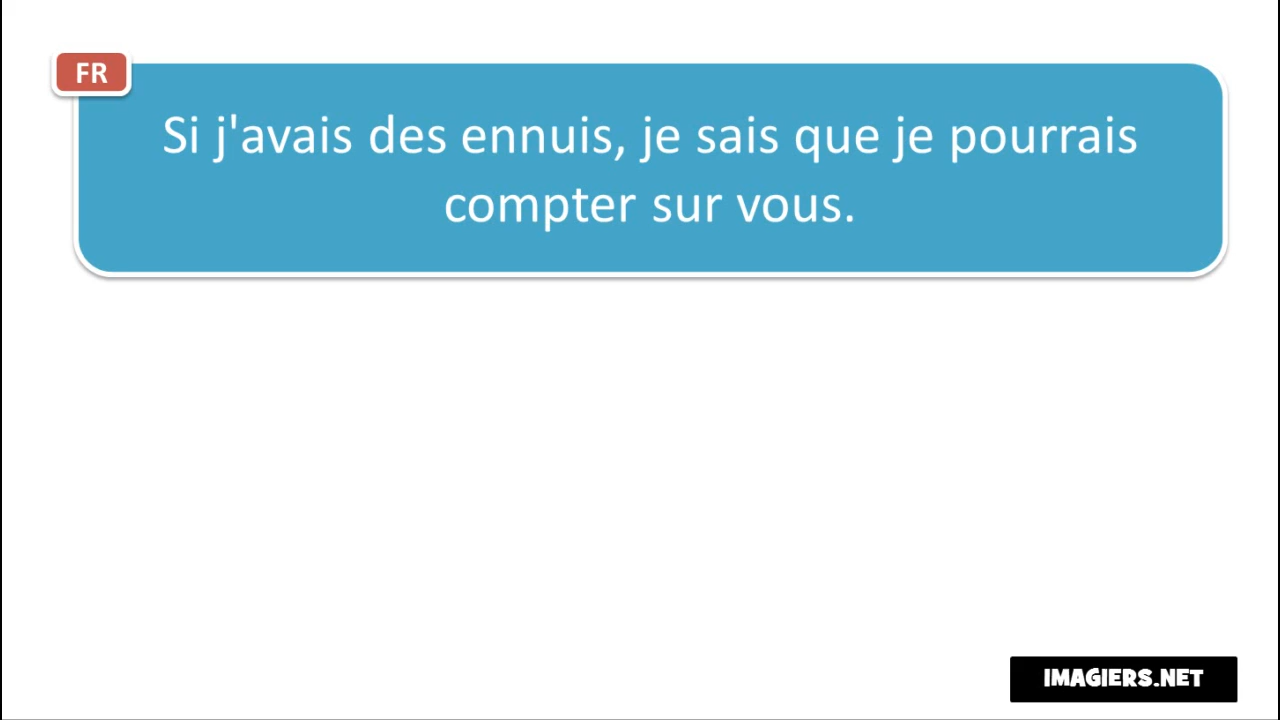 FR
Si j'avais des ennuis, je sais que je pourrais
compter sur vous.
IMAGIERS.NET